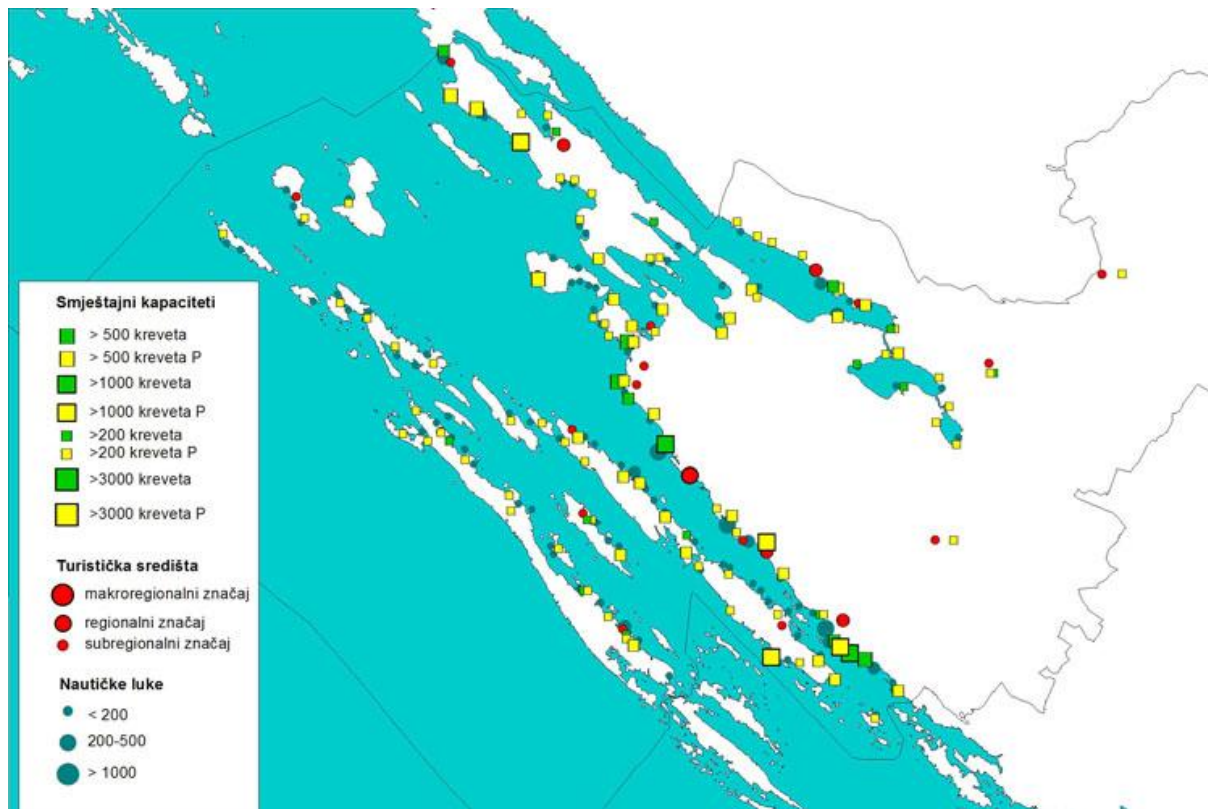 Smještajni kapaciteti
> 500 kreveta
> 500 kreveta P
>1000 kreveta
>1000 kreveta P
>200 kreveta
>200 kreveta P
>3000 kreveta
>3000 kreveta P
Turistička središta
makroregionalni značaj
regionalni značaj
subregionalni značaj
Nautičke luke
< 200
200-500
> 1000